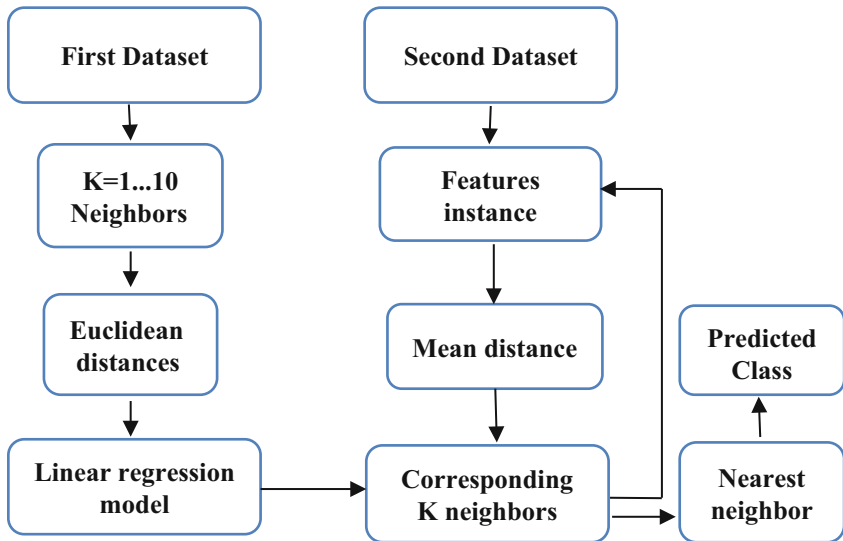 First Dataset
Second Dataset
K=1...10
Neighbors
Features
instance
Euclidean
distances
Mean distance
Predicted
Class
Linear regression
model
Corresponding
K neighbors
Nearest
neighbor